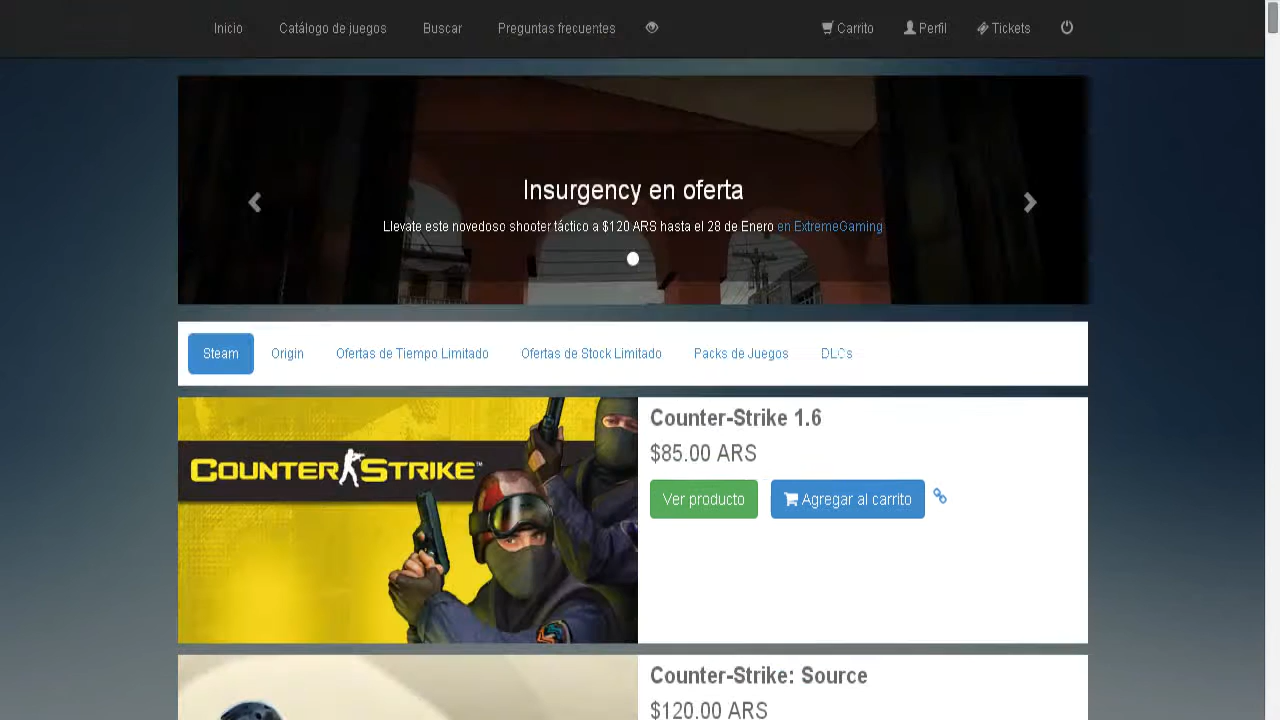 Inicio Catálogo de juegos Buscar Preguntas frecuentes Carrito Perfil Tickets
Insurgency en oferta
Llevate este novedoso shooter táctico a $120 ARS hasta el 28 de Enero en ExtremeGaming
Steam Origin Ofertas de Tiempo Limitado Ofertas de Stock Limitado Packs de Juegos DLCs
COUNTER STRIKE™
Counter-Strike 1.6
$85.00 ARS
Ver producto Agregar al carrito
Counter-Strike: Source
$120.00 ARS